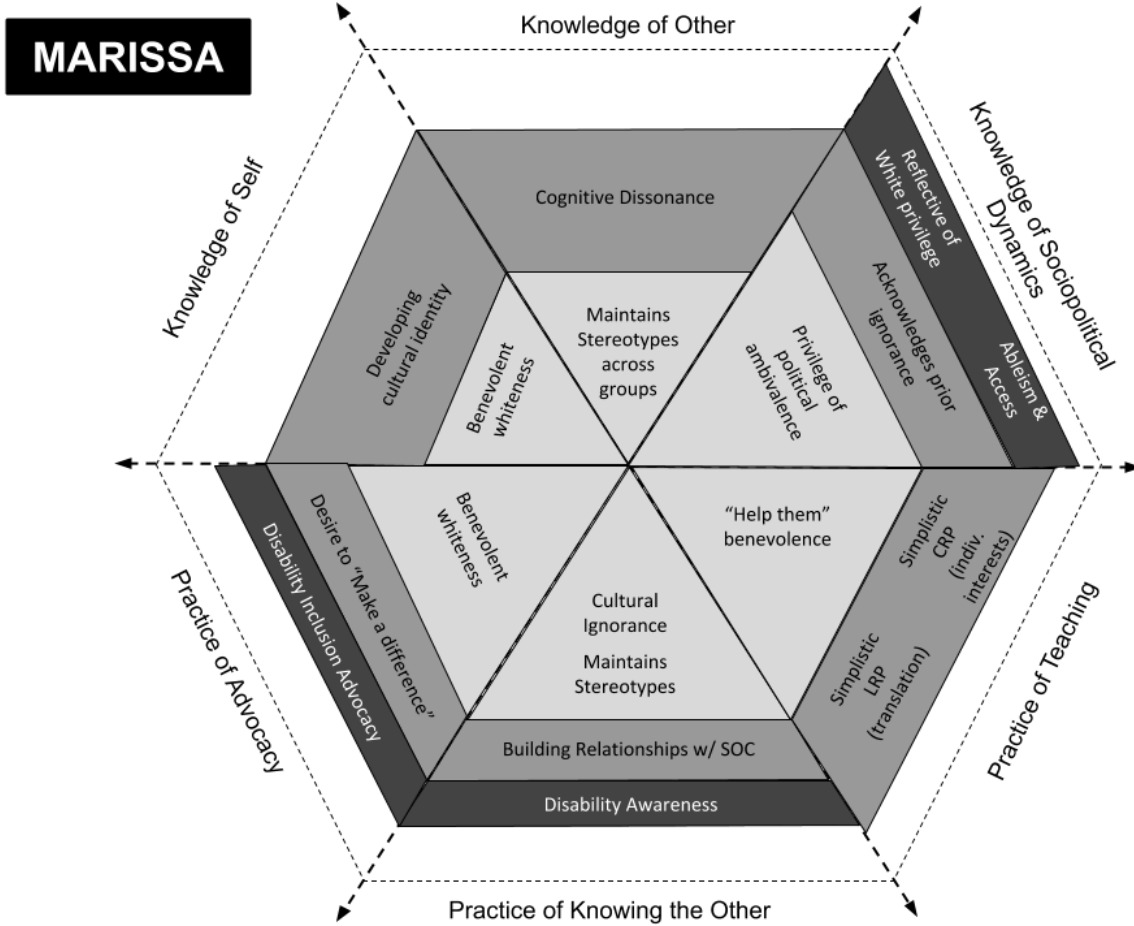 MARISSA
Knowledge of Other
Knowledge of Self
Knowledge of Sociopolitical
Dynamics
Cognitive Dissonance
Maintains
Stereotypes
across
groups
Developing
cultural identity
Benevolent
whiteness
Reflective of
White privilege
Ableism &
Access
Acknowledges prior
ignorance
Privilege of
political
ambivalence
Disability Inclusion Advocacy
Desire to “Make a difference”
Benevolent
whiteness
“Help them”
benevolence
Simplistic
CRP
(indiv.
interests)
Simplistic
LRP
(translation)
Cultural
Ignorance
Maintains
Stereotypes
Building Relationships w/ SOC
Disability Awareness
Practice of Advocacy
Practice of Teaching
Practice of Knowing the Other